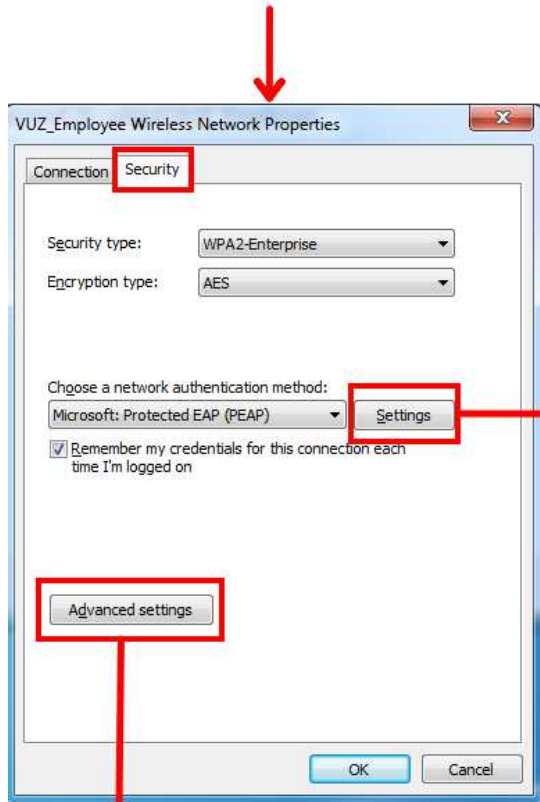 VUZ_Employee Wireless Network Properties
Connection Security
Security type: WPA2-Enterprise
Encryption type: AES
Choose a network authentication method:
Microsoft: Protected EAP (PEAP) Settings
Remember my credentials for this connection each
time I'm logged on
Advanced settings
OK Cancel